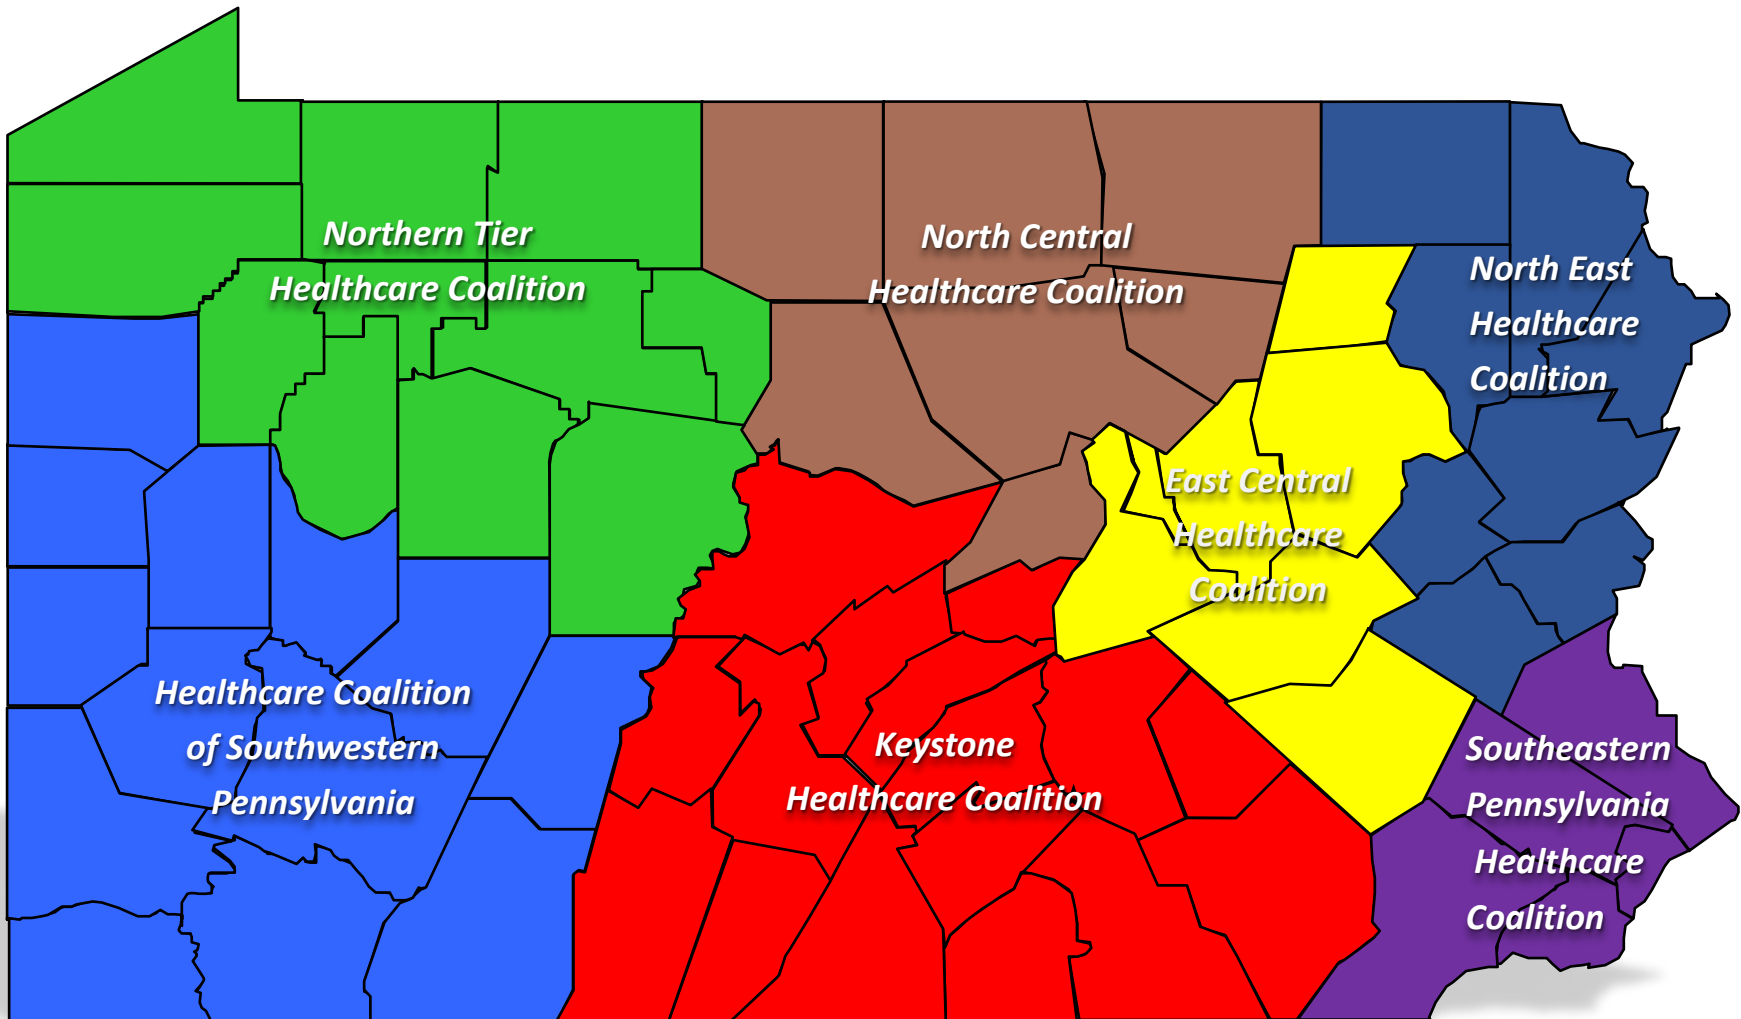 Northern Tier
Healthcare Coalition
North Central
Healthcare Coalition
North East
Healthcare
Coalition
East Central
Healthcare
Coalition
Healthcare Coalition
of Southwestern
Pennsylvania
Keystone
Healthcare Coalition
Southeastern
Pennsylvania
Healthcare
Coalition